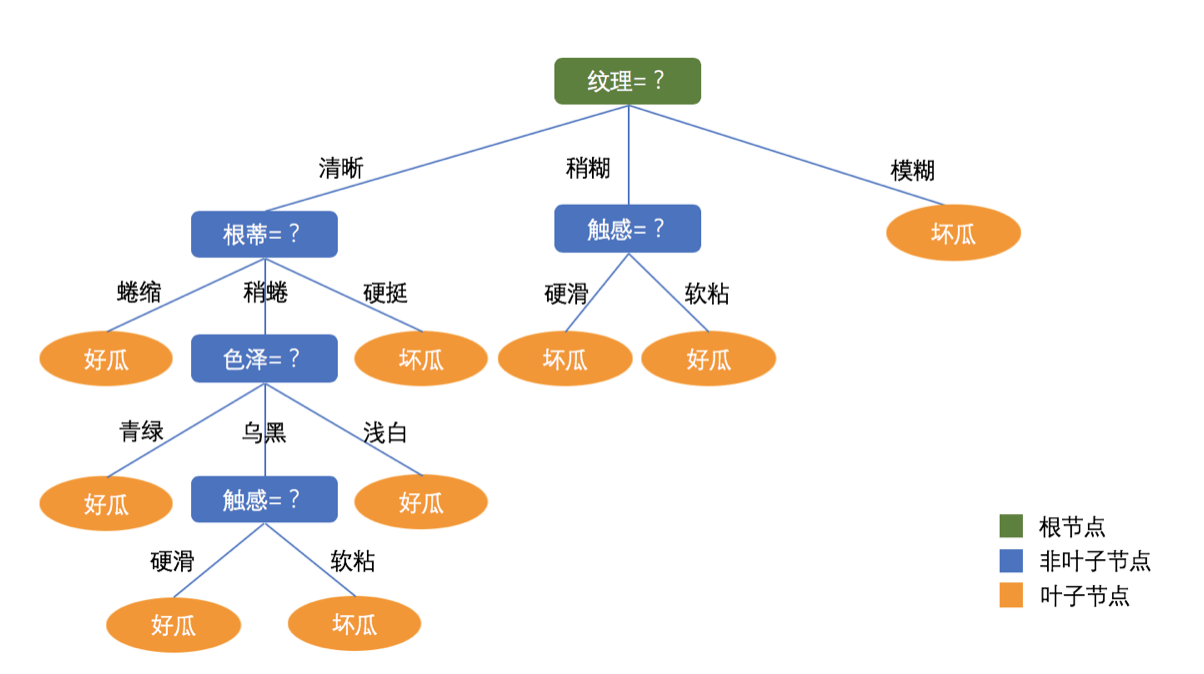 纹理=？
清晰
稍糊
模糊
根蒂=？
触感=？
坏瓜
蜷缩
稍蜷
硬挺
硬滑
软粘
好瓜
色泽=？
坏瓜
坏瓜
好瓜
青绿
乌黑
浅白
好瓜
触感=？
好瓜
硬滑
软粘
好瓜
坏瓜
根节点
非叶子节点
叶子节点